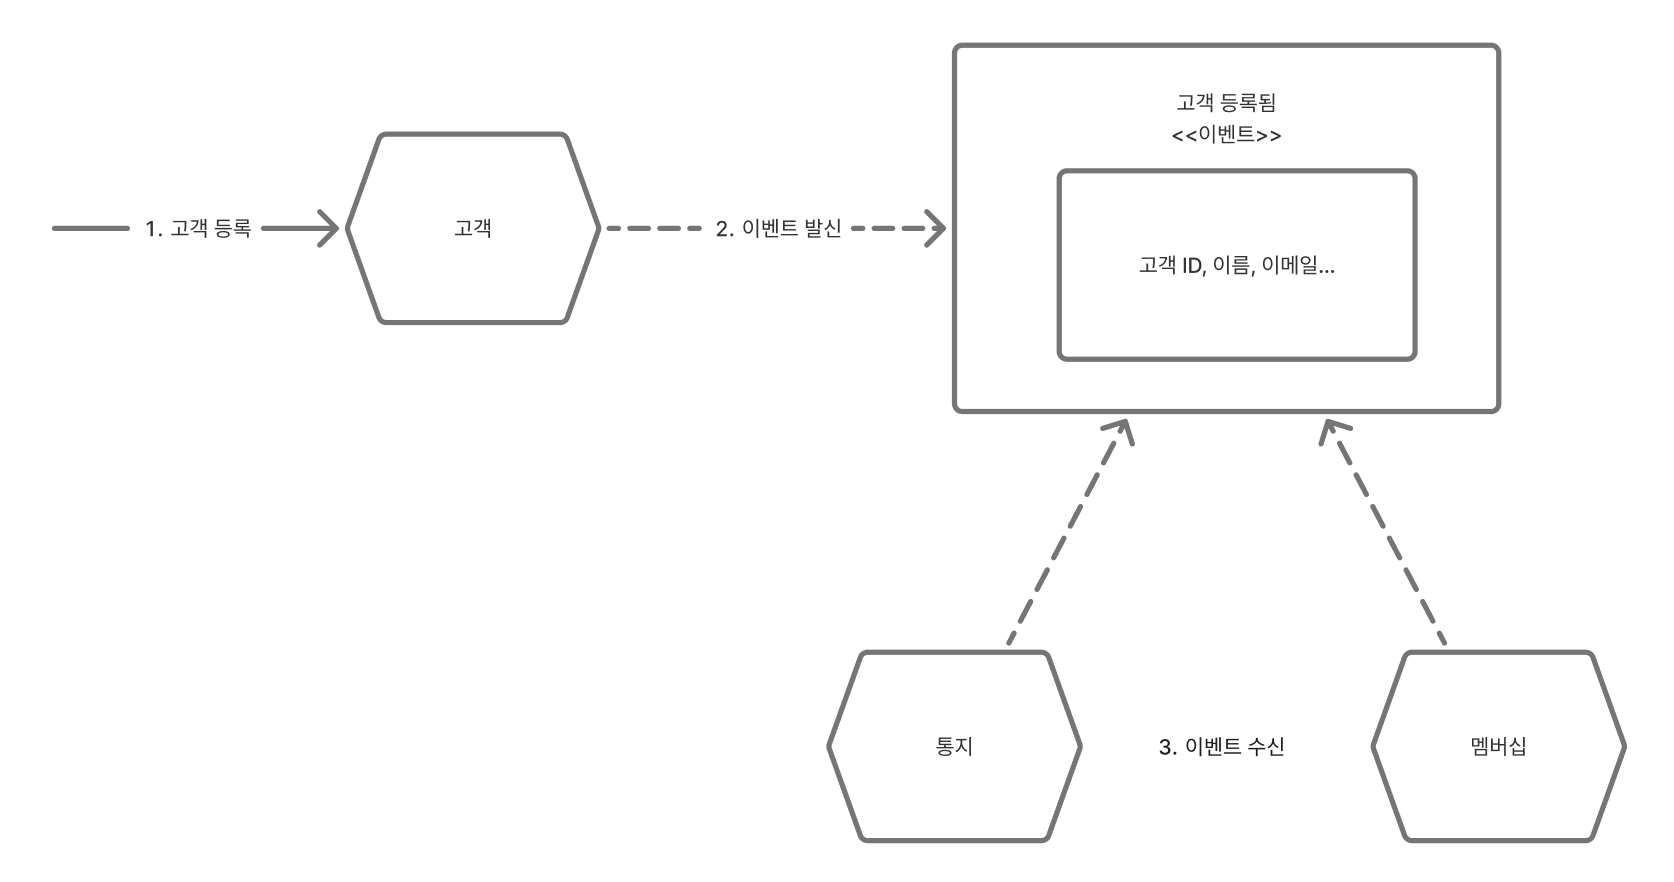 고객 등록됨
<<이벤트>>
1. 고객 등록
고객
2. 이벤트 발신
고객 ID, 이름, 이메일...
통지
3. 이벤트 수신
멤버십